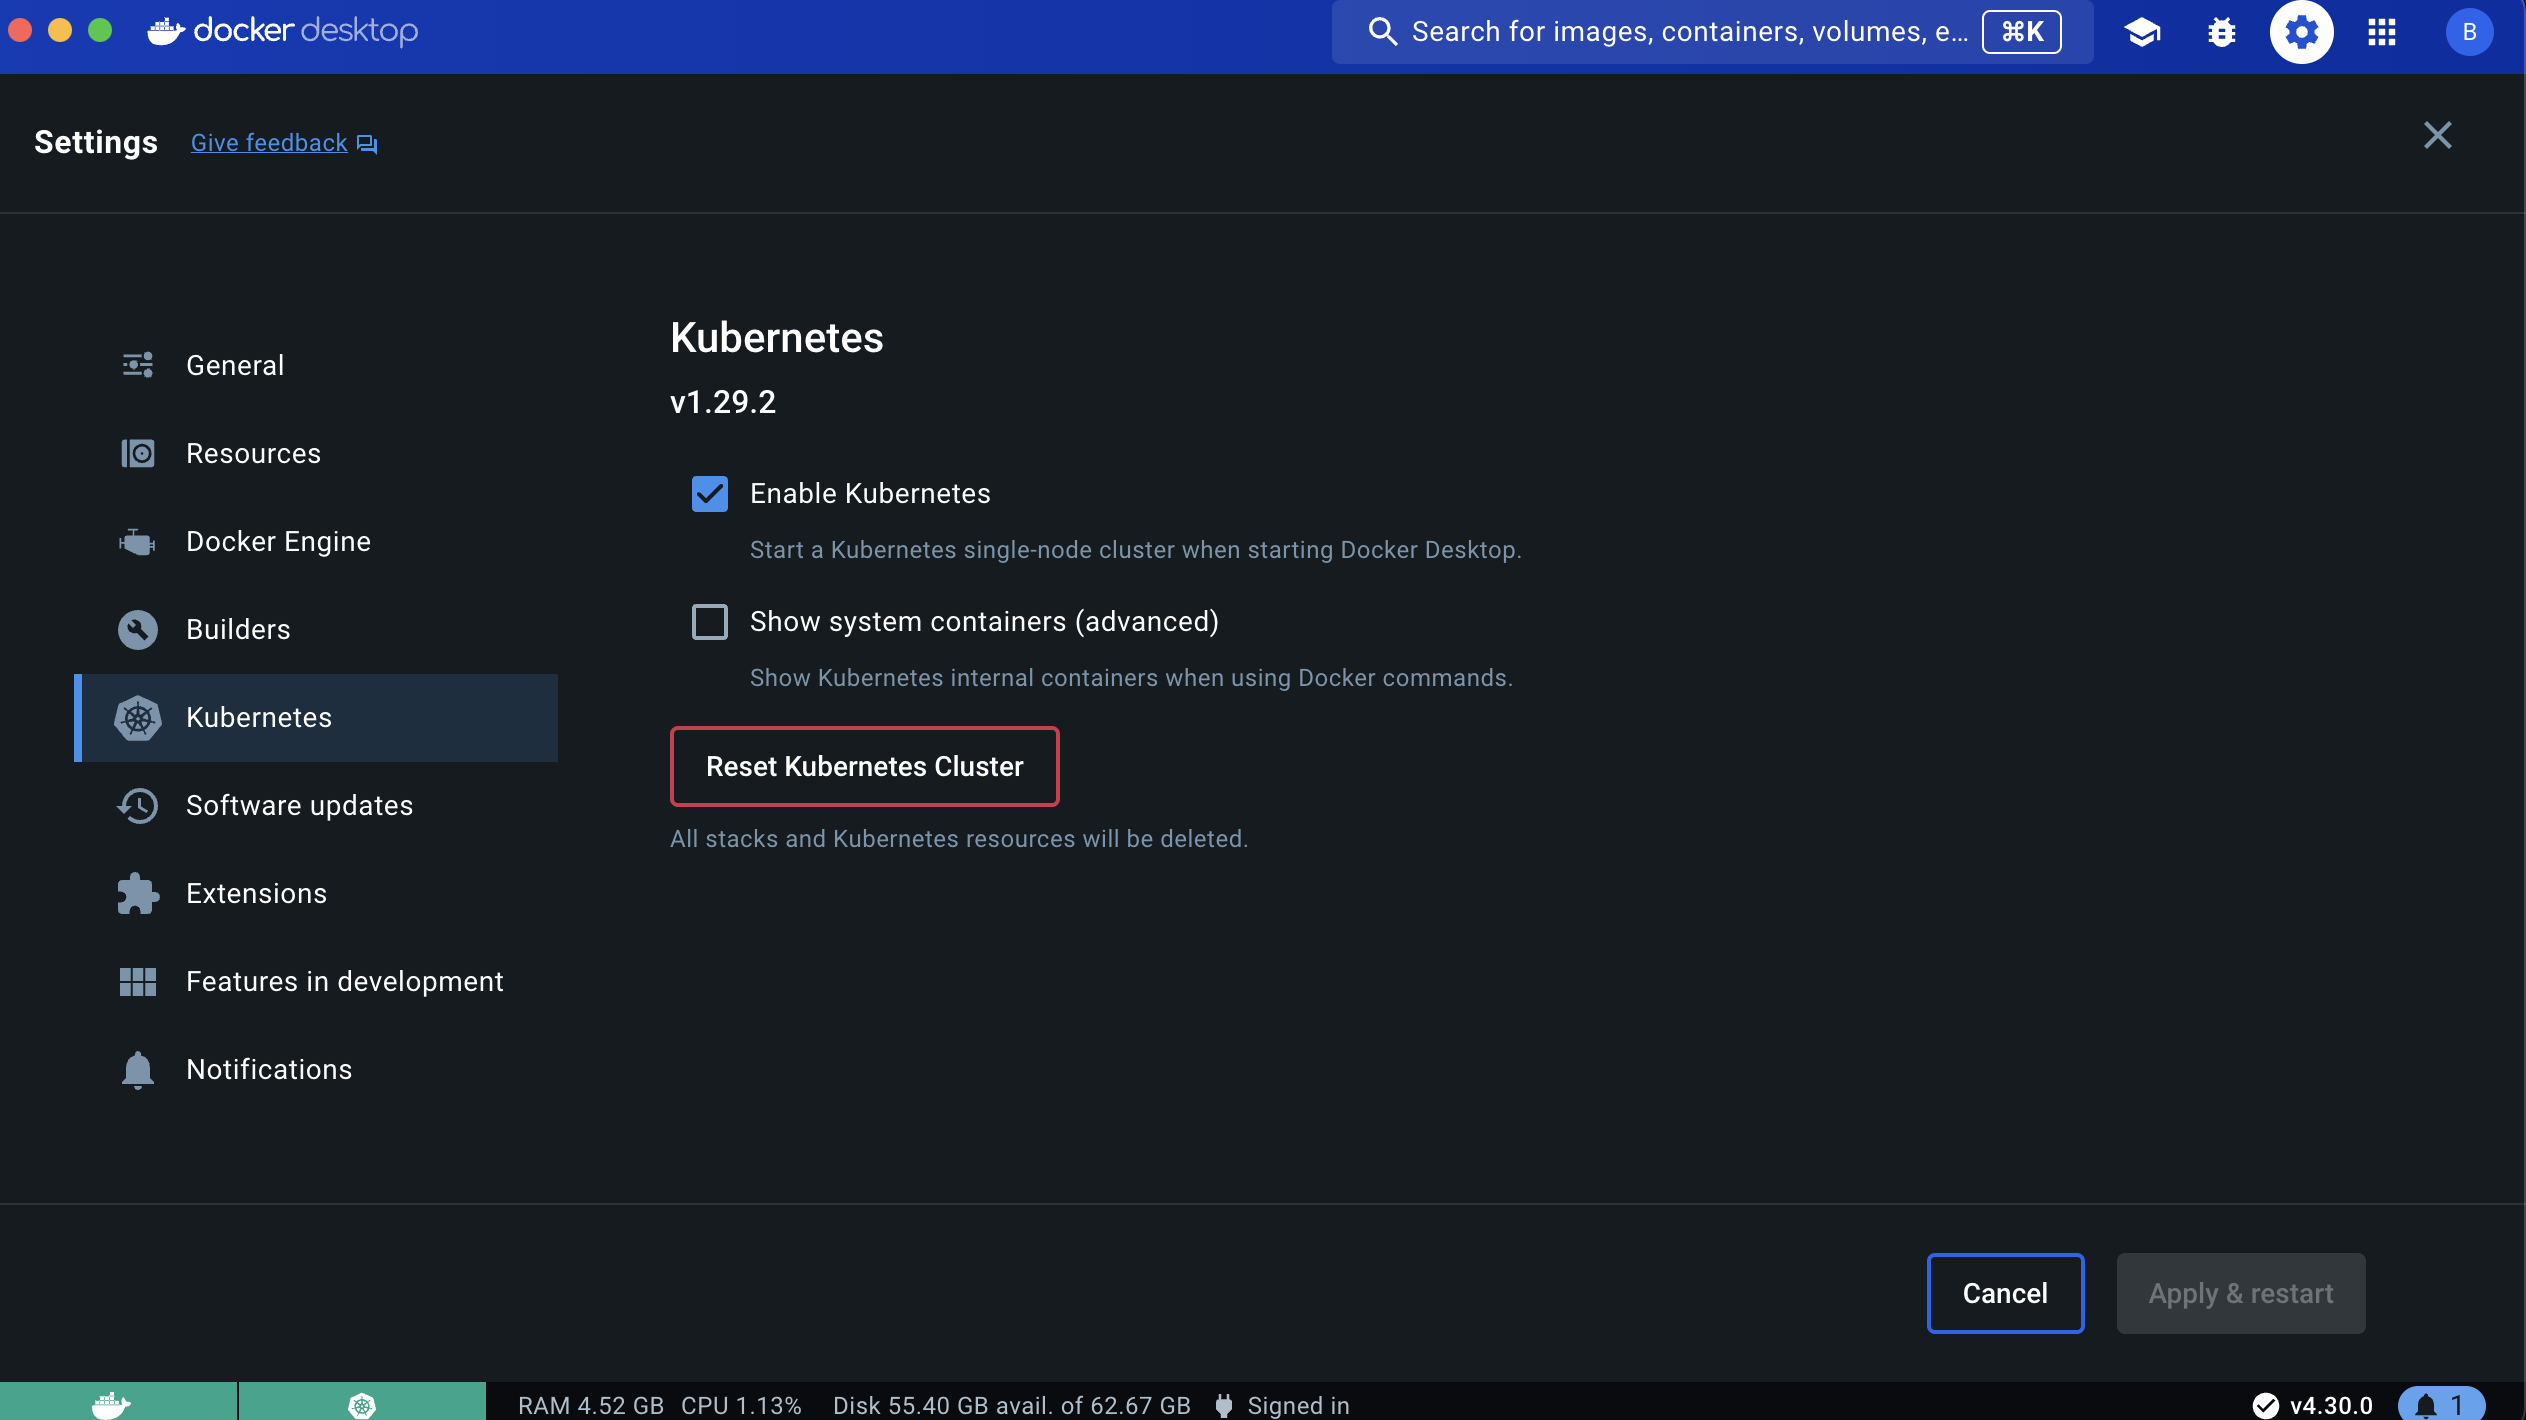 docker desktop
Search for images, containers, volumes, e... ⌘K
B
Settings Give feedback
General
Resources
Docker Engine
Builders
Kubernetes
Software updates
Extensions
Features in development
Notifications
Kubernetes
v1.29.2
Enable Kubernetes
Start a Kubernetes single-node cluster when starting Docker Desktop.
Show system containers (advanced)
Show Kubernetes internal containers when using Docker commands.
Reset Kubernetes Cluster
All stacks and Kubernetes resources will be deleted.
Cancel Apply & restart
RAM 4.52 GB CPU 1.13% Disk 55.40 GB avail. of 62.67 GB Signed in v4.30.0 1